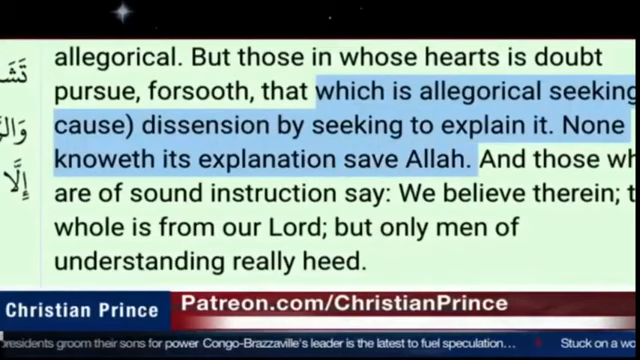 allegorical. But those in whose hearts is doubt
تَشَ
pursue, forsooth, that which is allegorical seeking
وَال
cause) dissension by seeking to explain it. None
knoweth its explanation save Allah. And those wh
إِلَّا
are of sound instruction say: We believe therein; t
whole is from our Lord; but only men of
understanding really heed.
Christian Prince
Patreon.com/ChristianPrince
residents groom their sons for power Congo-Brazzaville's leader is the latest to fuel speculation...
Stuck on a wo